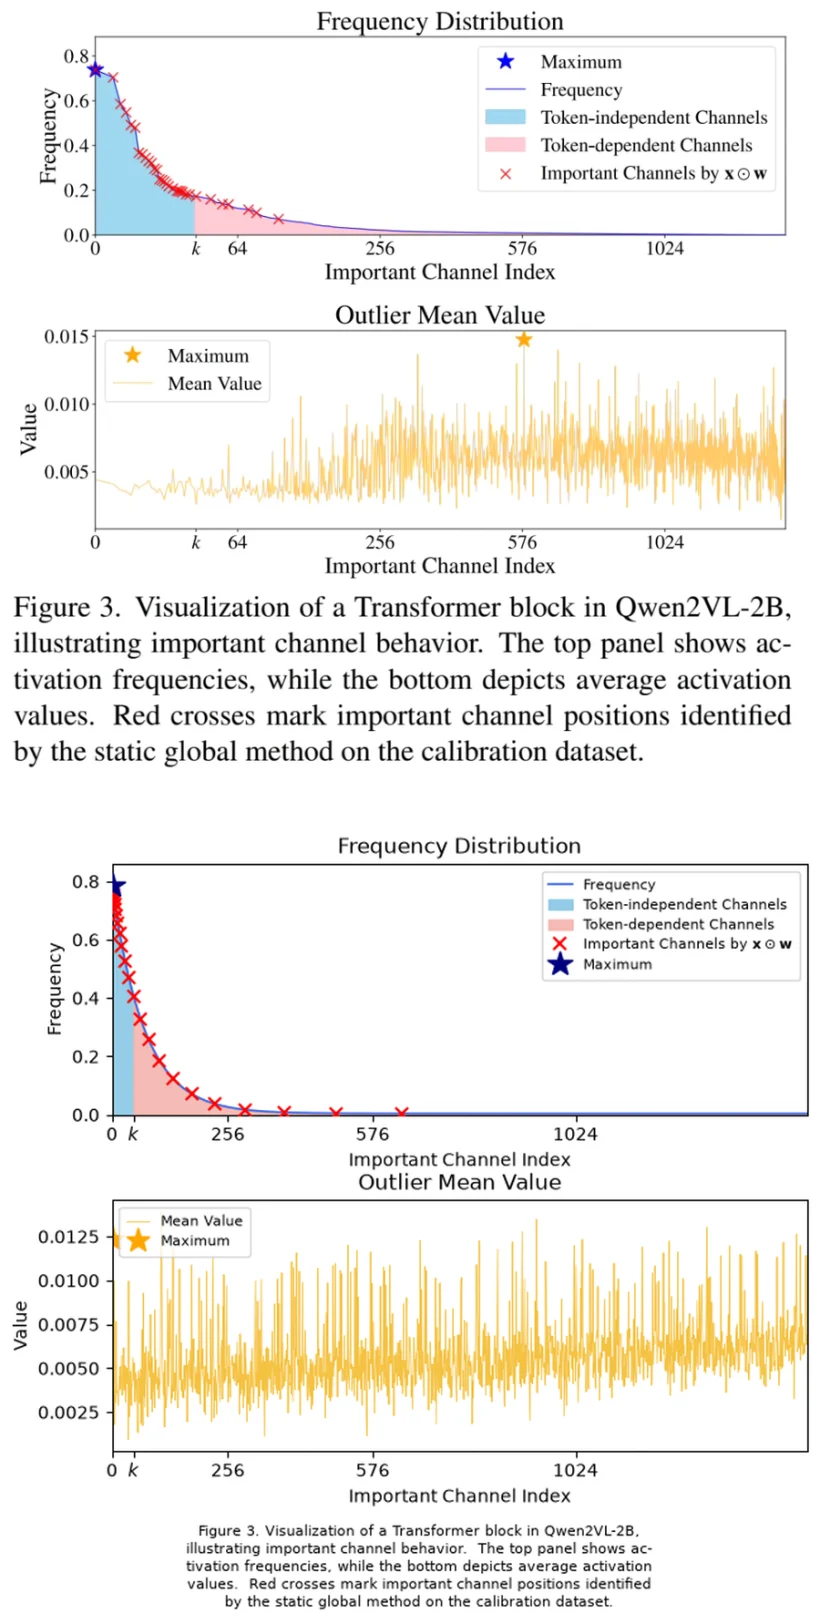 Frequency Distribution
0.8
0.6
0.4
0.2
0.0
Frequency
Maximum
Frequency
Token-independent Channels
Token-dependent Channels
Important Channels by x ⊙ w
0 k 64 256 576 1024
Important Channel Index
Outlier Mean Value
0.015
0.010
0.005
Value
Maximum
Mean Value
0 k 64 256 576 1024
Important Channel Index
Figure 3. Visualization of a Transformer block in Qwen2VL-2B,
illustrating important channel behavior. The top panel shows ac-
tivation frequencies, while the bottom depicts average activation
values. Red crosses mark important channel positions identified
by the static global method on the calibration dataset.
Frequency Distribution
0.8
0.6
0.4
0.2
0.0
Frequency
Frequency
Token-independent Channels
Token-dependent Channels
Important Channels by x ⊙ w
Maximum
0 k 256 576 1024
Important Channel Index
Outlier Mean Value
0.0125
0.0100
0.0075
0.0050
0.0025
Value
Mean Value
Maximum
0 k 256 576 1024
Important Channel Index
Figure 3. Visualization of a Transformer block in Qwen2VL-2B,
illustrating important channel behavior. The top panel shows ac-
tivation frequencies, while the bottom depicts average activation
values. Red crosses mark important channel positions identified
by the static global method on the calibration dataset.